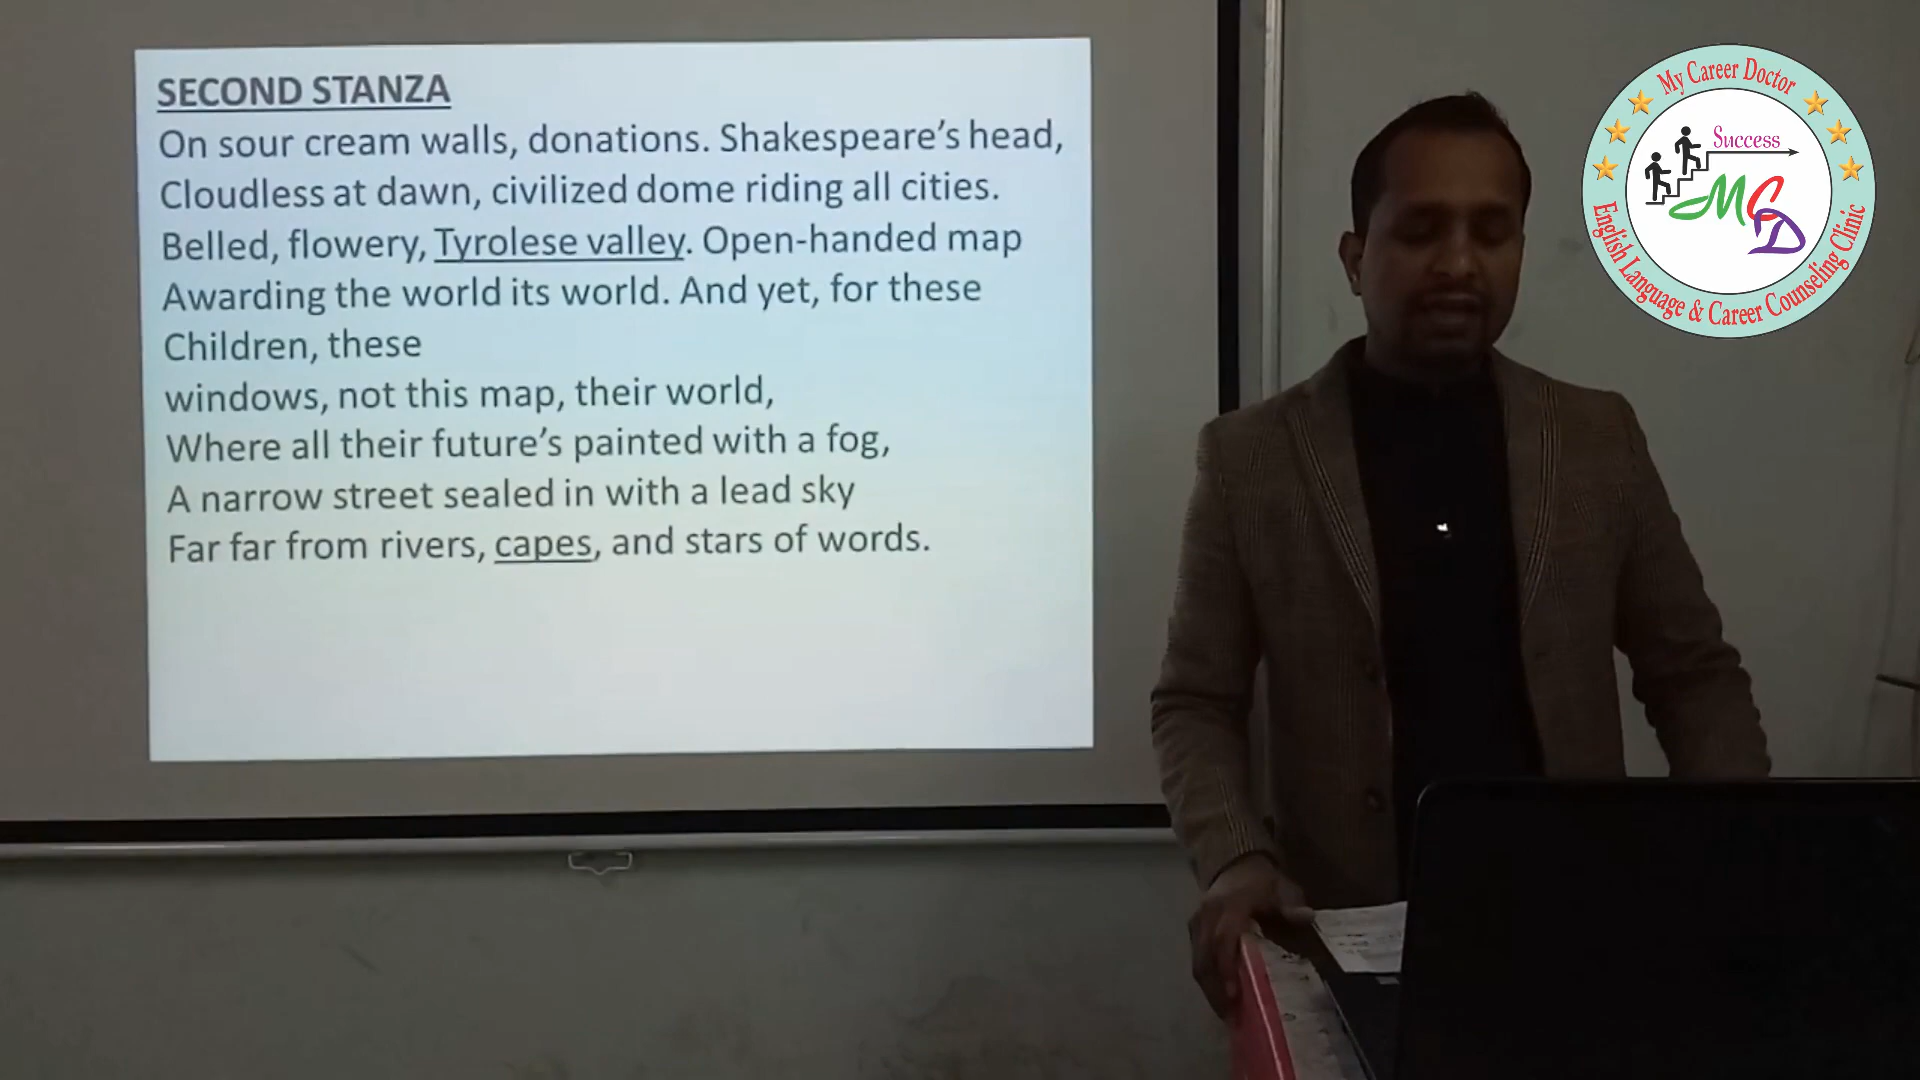 SECOND STANZA
On sour cream walls, donations. Shakespeare's head,
Cloudless at dawn, civilized dome riding all cities.
Belled, flowery, Tyrolese valley. Open-handed map
Awarding the world its world. And yet, for these
Children, these
windows, not this map, their world,
Where all their future's painted with a fog,
A narrow street sealed in with a lead sky
Far far from rivers, capes, and stars of words.
My Career Doctor
Success
MCD
English Language & Career Counseling Clinic